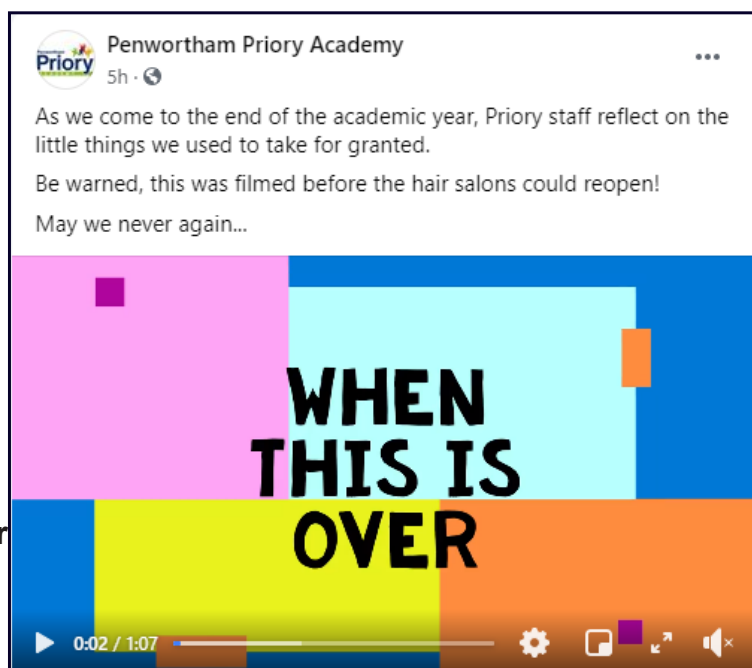 Penwortham Priory Academy
Priory
ACADEMY
5h ·
As we come to the end of the academic year, Priory staff reflect on the
little things we used to take for granted.
Be warned, this was filmed before the hair salons could reopen!
May we never again...
WHEN
THIS IS
OVER
r
0:02 / 1:07